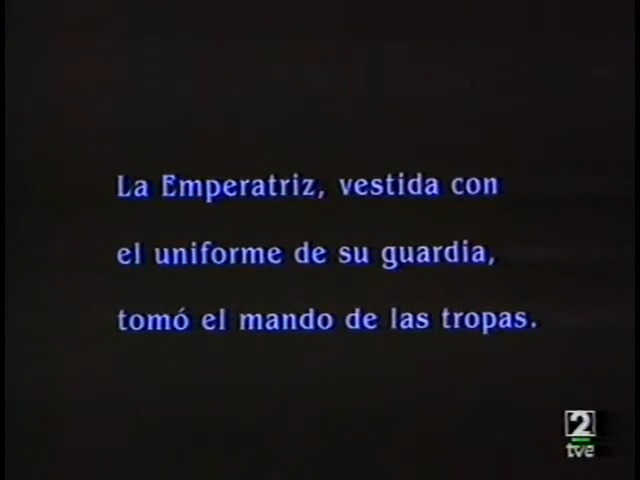 La Emperatriz, vestida con
el uniforme de su guardia,
tomó el mando de las tropas.
2
tve